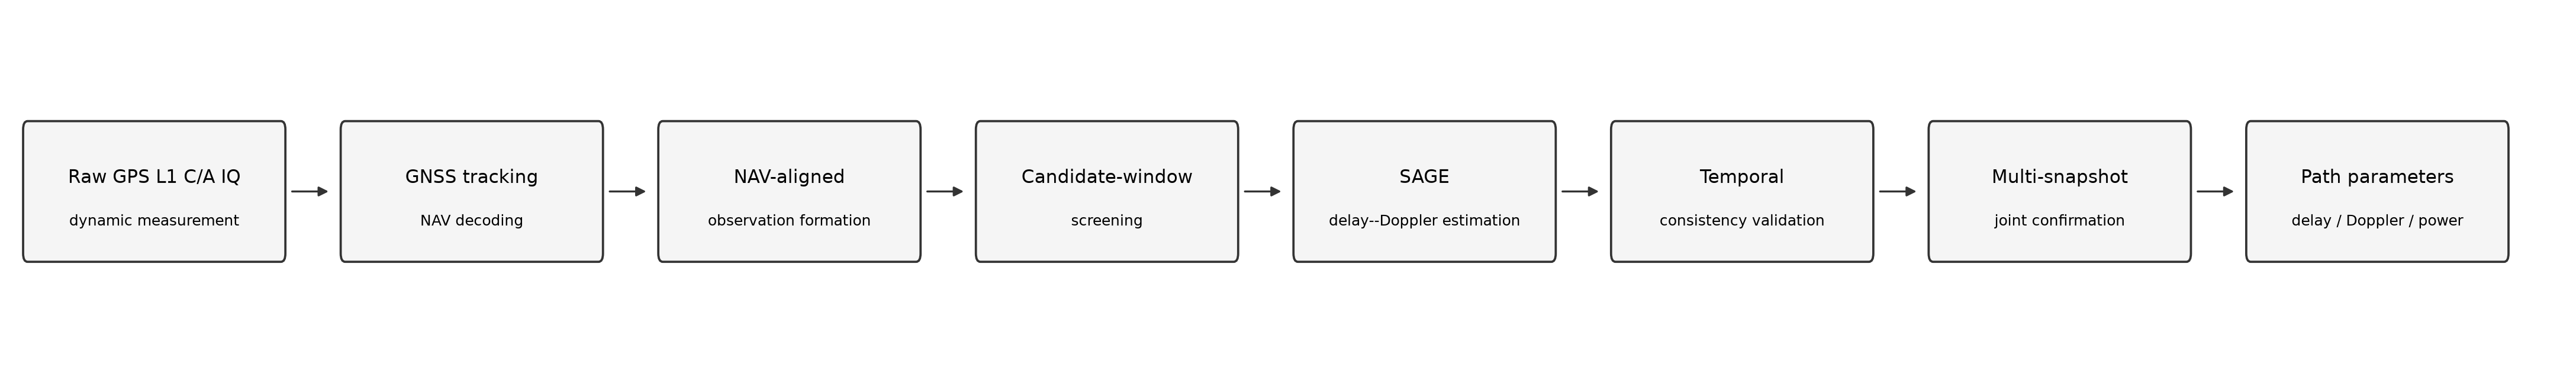 Raw GPS L1 C/A IQ
dynamic measurement
GNSS tracking
NAV decoding
NAV-aligned
observation formation
Candidate-window
screening
SAGE
delay--Doppler estimation
Temporal
consistency validation
Multi-snapshot
joint confirmation
Path parameters
delay / Doppler / power